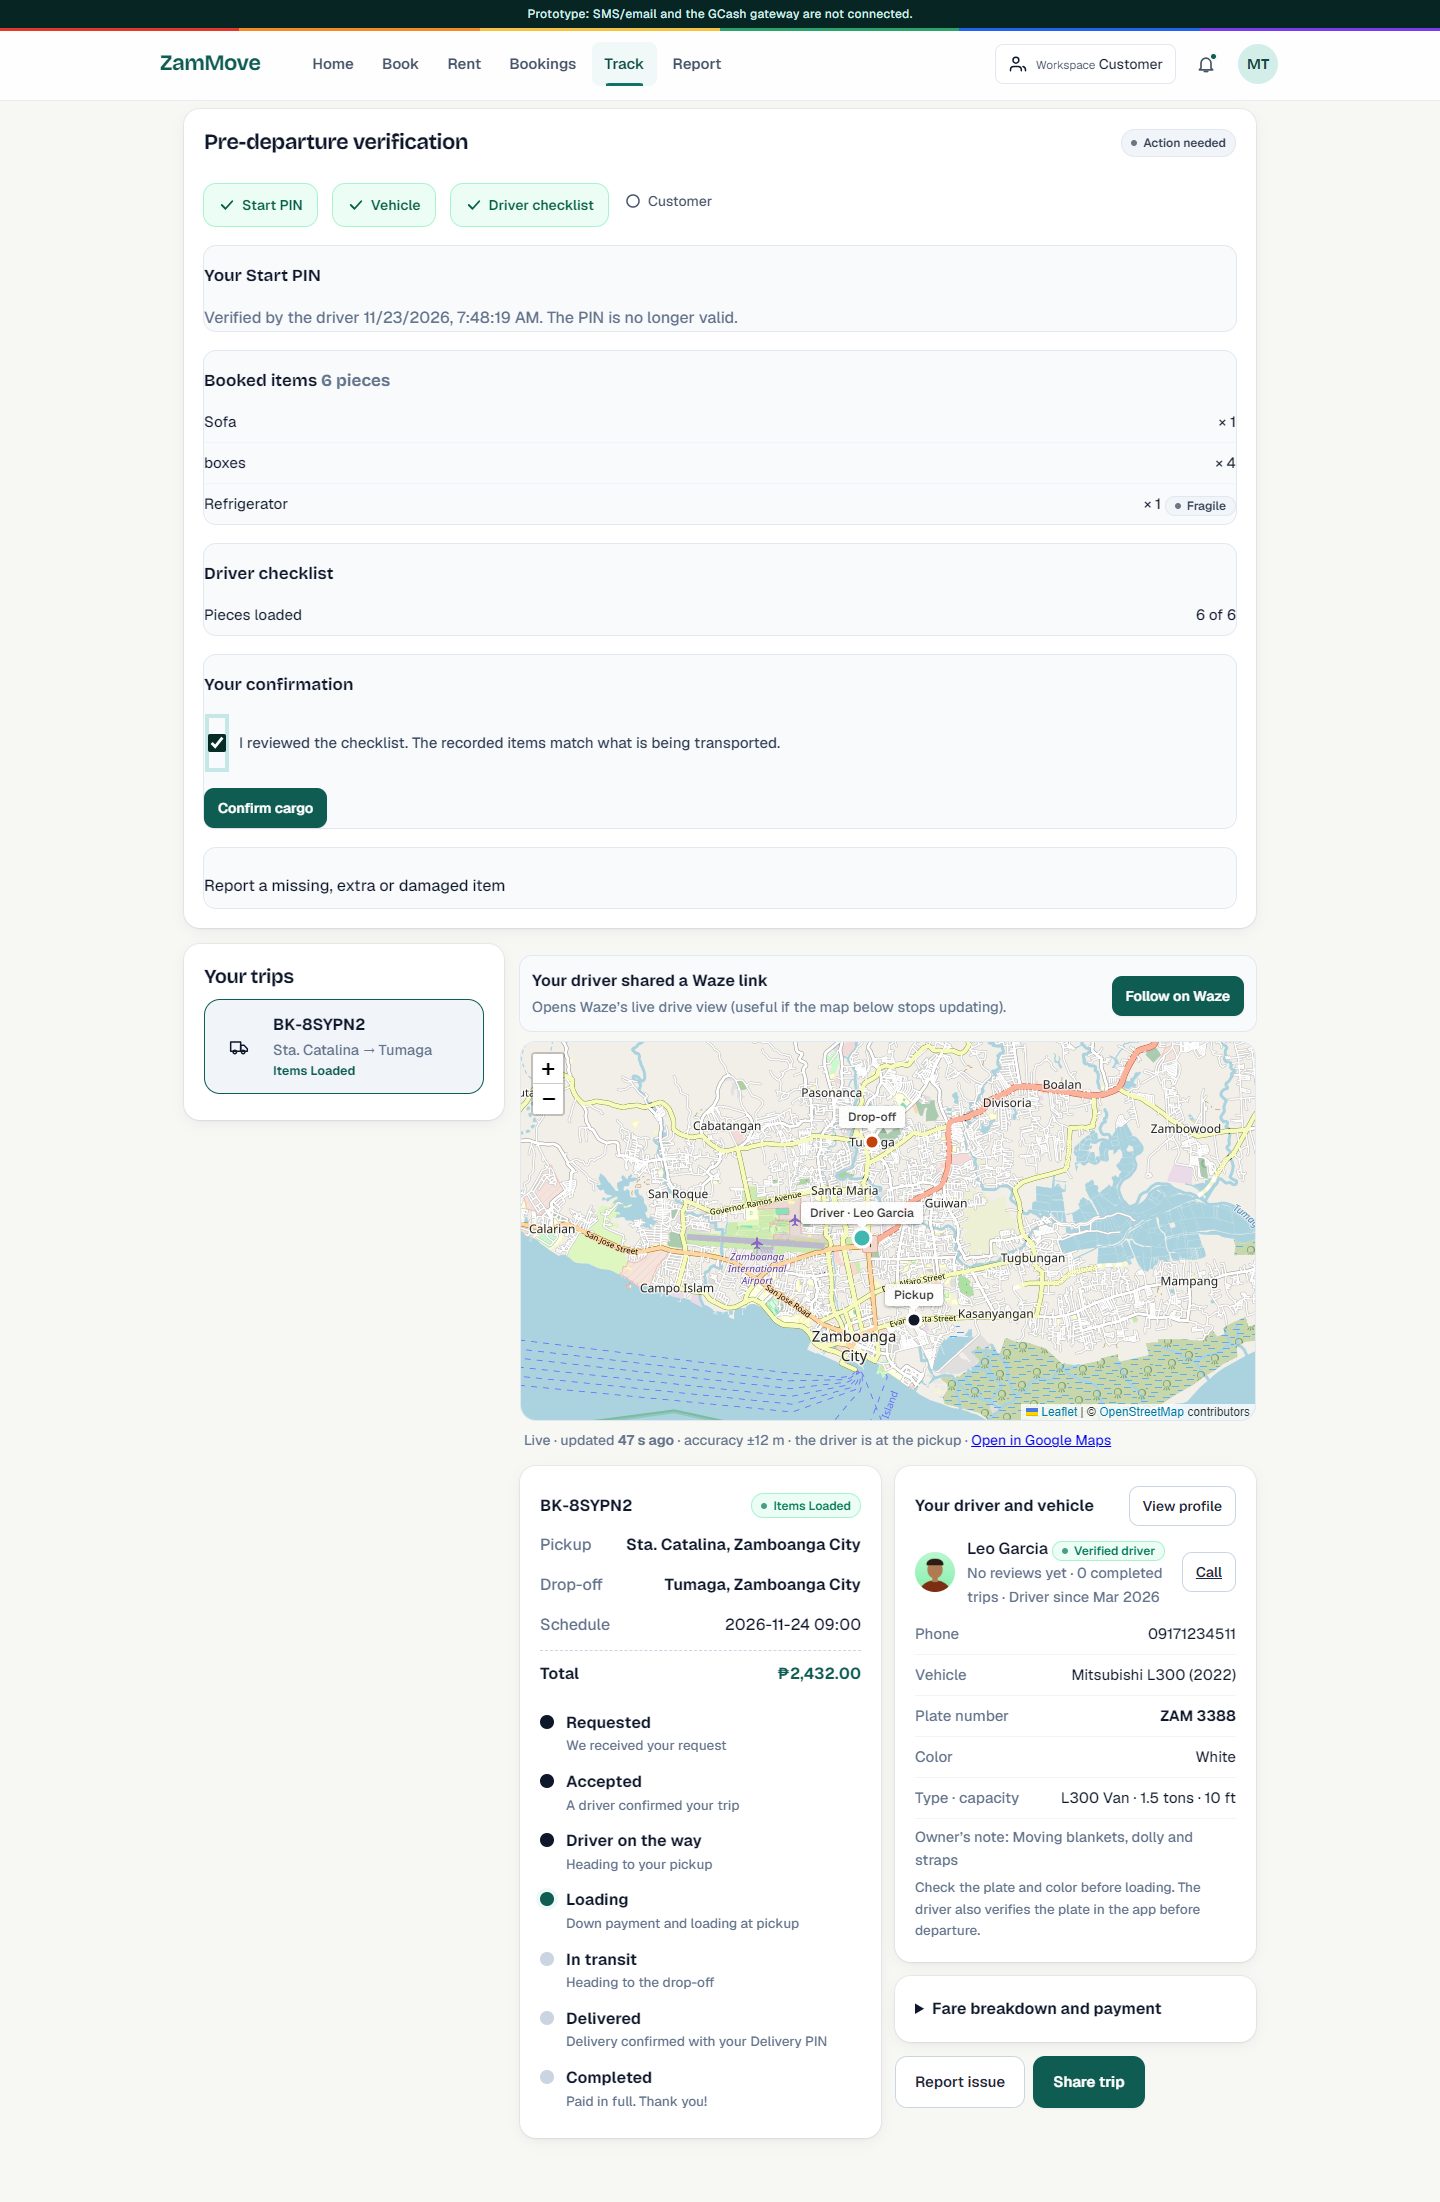 Prototype: SMS/email and the GCash gateway are not connected.
ZamMove
Home
Book
Rent
Bookings
Track
Report
Workspace Customer
MT
Pre-departure verification
Action needed
Start PIN
Vehicle
Driver checklist
Customer
Your Start PIN
Verified by the driver 11/23/2026, 7:48:19 AM. The PIN is no longer valid.
Booked items 6 pieces
Sofa × 1
boxes × 4
Refrigerator × 1 Fragile
Driver checklist
Pieces loaded 6 of 6
Your confirmation
I reviewed the checklist. The recorded items match what is being transported.
Confirm cargo
Report a missing, extra or damaged item
Your trips
BK-8SYPN2
Sta. Catalina → Tumaga
Items Loaded
Your driver shared a Waze link
Opens Waze's live drive view (useful if the map below stops updating).
Follow on Waze
+
−
Pasonanca
Boalan
Divisoria
Drop-off
Cabatangan
Zambowood
San Roque
Santa Maria
Governor Ramos Avenue
Guiwan
Driver · Leo Garcia
Calarian
San Jose Street
Zamboanga
International
Airport
Tugbungan
Campo Islam
San Jose Road
Mampang
Pickup
Kasanyangan
Zamboanga
City
Island
Leaflet | © OpenStreetMap contributors
Live · updated 47 s ago · accuracy ±12 m · the driver is at the pickup · Open in Google Maps
BK-8SYPN2
Items Loaded
Pickup Sta. Catalina, Zamboanga City
Drop-off Tumaga, Zamboanga City
Schedule 2026-11-24 09:00
Total ₱2,432.00
Requested
We received your request
Accepted
A driver confirmed your trip
Driver on the way
Heading to your pickup
Loading
Down payment and loading at pickup
In transit
Heading to the drop-off
Delivered
Delivery confirmed with your Delivery PIN
Completed
Paid in full. Thank you!
Your driver and vehicle
View profile
Leo Garcia Verified driver
No reviews yet · 0 completed
trips · Driver since Mar 2026
Call
Phone 09171234511
Vehicle Mitsubishi L300 (2022)
Plate number ZAM 3388
Color White
Type · capacity L300 Van · 1.5 tons · 10 ft
Owner's note: Moving blankets, dolly and
straps
Check the plate and color before loading. The
driver also verifies the plate in the app before
departure.
Fare breakdown and payment
Report issue
Share trip